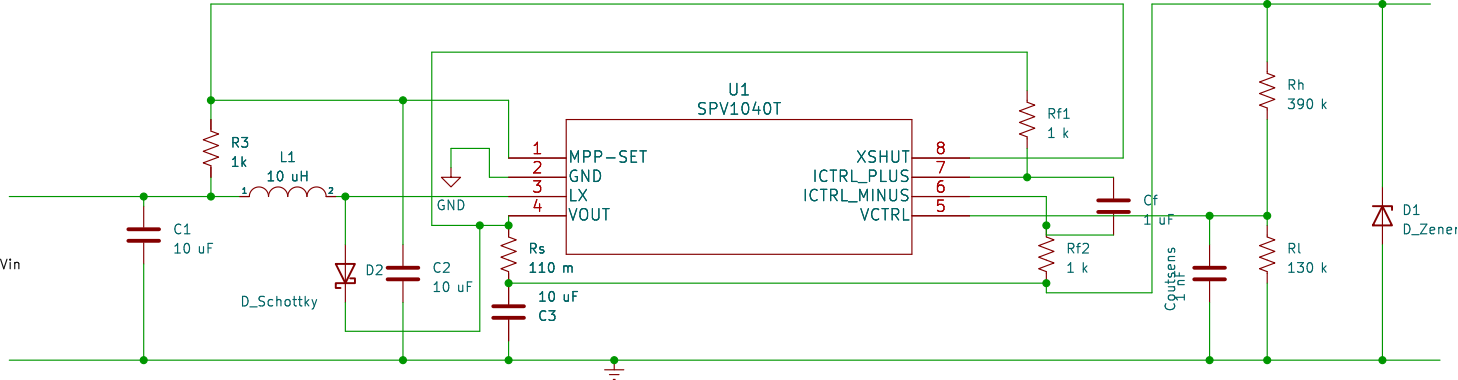 U1
SPV1040T
Rh
390 k
Rf1
1 k
R3
1k
L1
10 uH
1
2
1
2
3
4
MPP-SET
GND
LX
VOUT
XSHUT
ICTRL_PLUS
ICTRL_MINUS
VCTRL
8
7
6
5
GND
Cf
1 uF
D1
D_Zener
C1
10 uF
Vin
D2
D_Schottky
C2
10 uF
Rs
110 m
10 uF
C3
Rf2
1 k
Coutsens
1 nF
Rl
130 k